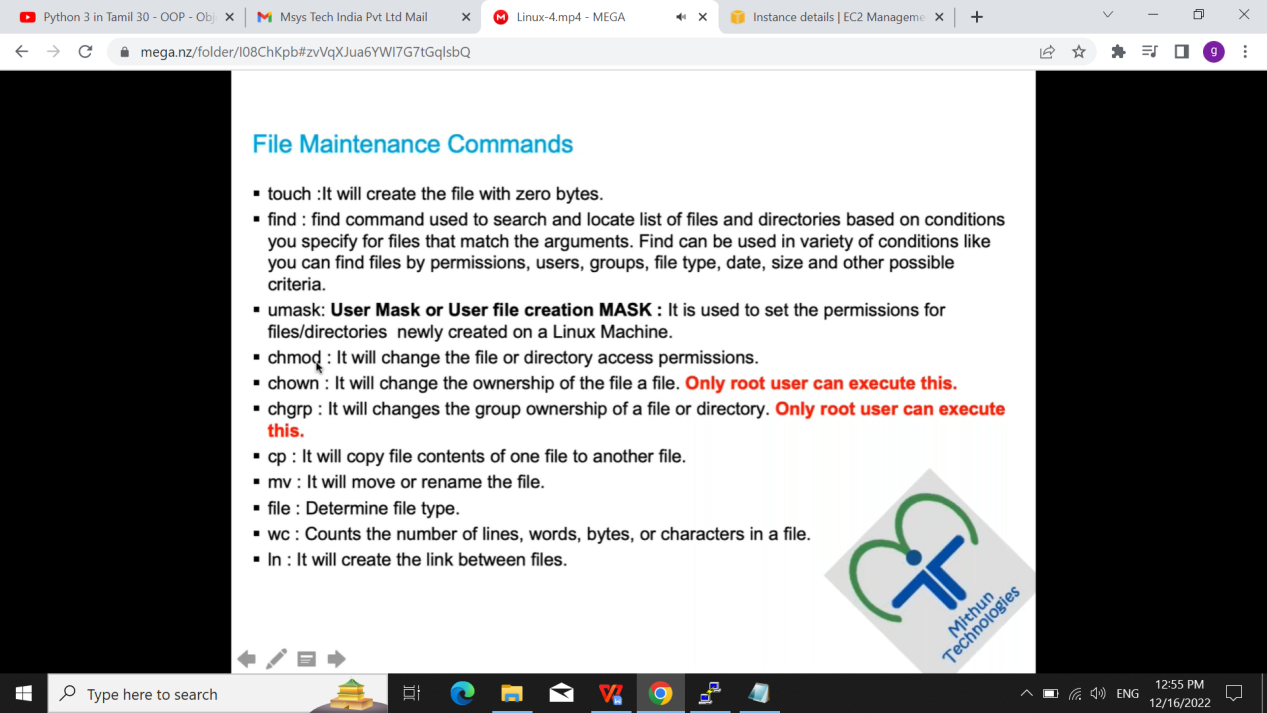 Python 3 in Tamil 30 - OOP - Obj
Msys Tech India Pvt Ltd Mail
Linux-4.mp4 - MEGA
Instance details | EC2 Manageme
mega.nz/folder/I08ChKpb#zvVqXJua6YWI7G7tGqlsbQ
g
File Maintenance Commands
▪ touch :It will create the file with zero bytes.
▪ find : find command used to search and locate list of files and directories based on conditions
you specify for files that match the arguments. Find can be used in variety of conditions like
you can find files by permissions, users, groups, file type, date, size and other possible
criteria.
▪ umask: User Mask or User file creation MASK : It is used to set the permissions for
files/directories newly created on a Linux Machine.
▪ chmod : It will change the file or directory access permissions.
▪ chown : It will change the ownership of the file a file. Only root user can execute this.
▪ chgrp : It will changes the group ownership of a file or directory. Only root user can execute
this.
▪ cp : It will copy file contents of one file to another file.
▪ mv : It will move or rename the file.
▪ file : Determine file type.
▪ wc : Counts the number of lines, words, bytes, or characters in a file.
▪ ln : It will create the link between files.
Mithun
Technologies
Type here to search
ENG
12:55 PM
12/16/2022